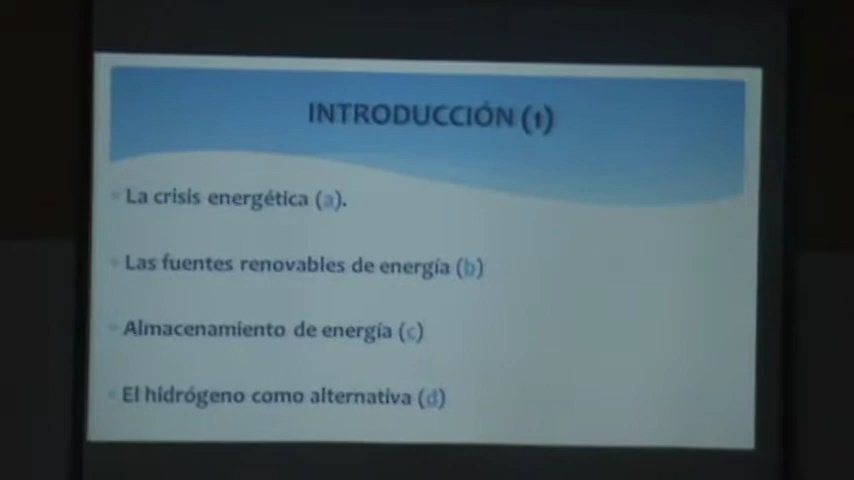 INTRODUCCIÓN (1)
La crisis energética (a).
Las fuentes renovables de energía (b)
Almacenamiento de energía (c)
El hidrógeno como alternativa (d)